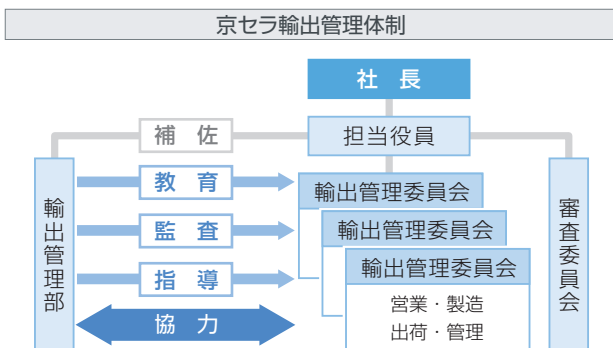 京セラ輸出管理体制
社 長
補 佐
担当役員
輸出管理部
教 育
監 査
指 導
協 力
輸出管理委員会
輸出管理委員会
輸出管理委員会
営業・製造
出荷・管理
審査委員会